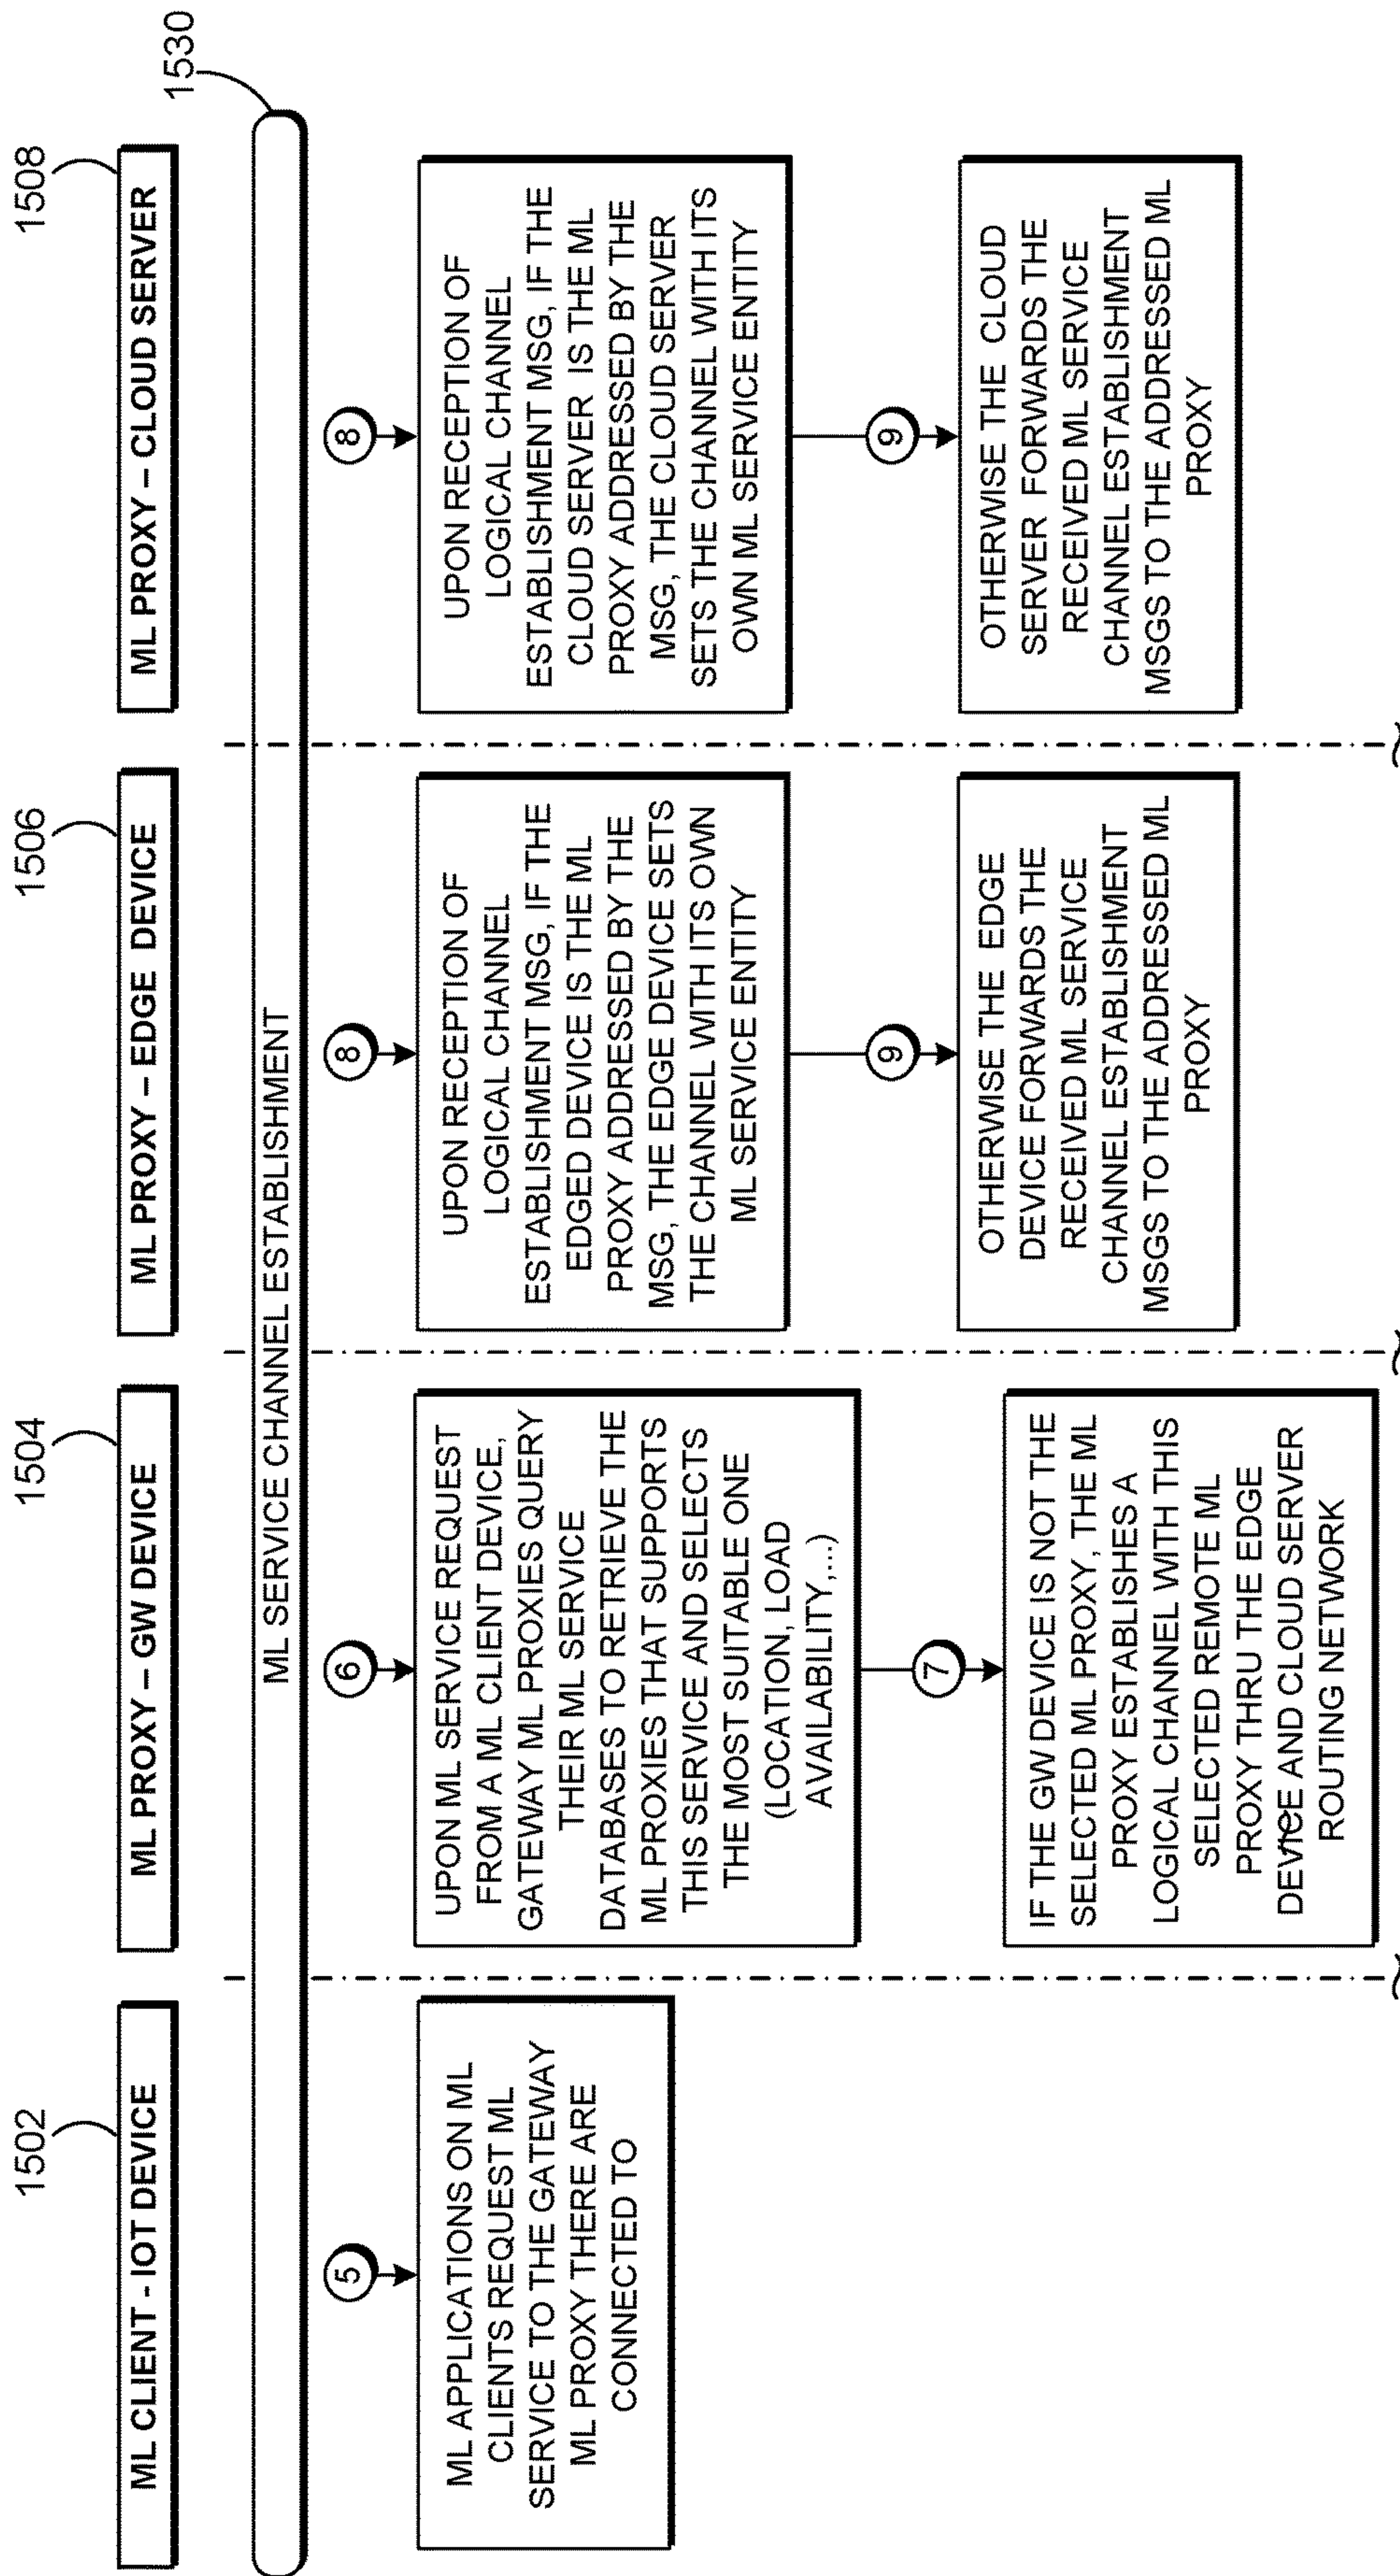 1502
1504
1506
1508
ML CLIENT - IOT DEVICE
ML PROXY – GW DEVICE
ML PROXY – EDGE DEVICE
ML PROXY – CLOUD SERVER
1530
ML SERVICE CHANNEL ESTABLISHMENT
5
ML APPLICATIONS ON ML
CLIENTS REQUEST ML
SERVICE TO THE GATEWAY
ML PROXY THERE ARE
CONNECTED TO
6
UPON ML SERVICE REQUEST
FROM A ML CLIENT DEVICE,
GATEWAY ML PROXIES QUERY
THEIR ML SERVICE
DATABASES TO RETRIEVE THE
ML PROXIES THAT SUPPORTS
THIS SERVICE AND SELECTS
THE MOST SUITABLE ONE
(LOCATION, LOAD
AVAILABILITY,...)
7
IF THE GW DEVICE IS NOT THE
SELECTED ML PROXY, THE ML
PROXY ESTABLISHES A
LOGICAL CHANNEL WITH THIS
SELECTED REMOTE ML
PROXY THRU THE EDGE
DEVICE AND CLOUD SERVER
ROUTING NETWORK
8
UPON RECEPTION OF
LOGICAL CHANNEL
ESTABLISHMENT MSG, IF THE
EDGED DEVICE IS THE ML
PROXY ADDRESSED BY THE
MSG, THE EDGE DEVICE SETS
THE CHANNEL WITH ITS OWN
ML SERVICE ENTITY
9
OTHERWISE THE EDGE
DEVICE FORWARDS THE
RECEIVED ML SERVICE
CHANNEL ESTABLISHMENT
MSGS TO THE ADDRESSED ML
PROXY
8
UPON RECEPTION OF
LOGICAL CHANNEL
ESTABLISHMENT MSG, IF THE
CLOUD SERVER IS THE ML
PROXY ADDRESSED BY THE
MSG, THE CLOUD SERVER
SETS THE CHANNEL WITH ITS
OWN ML SERVICE ENTITY
9
OTHERWISE THE CLOUD
SERVER FORWARDS THE
RECEIVED ML SERVICE
CHANNEL ESTABLISHMENT
MSGS TO THE ADDRESSED ML
PROXY